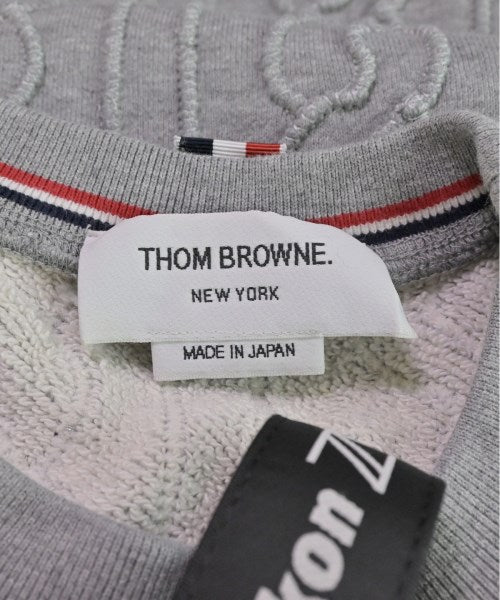 THOM BROWNE.
NEW YORK
MADE IN JAPAN
kon Z